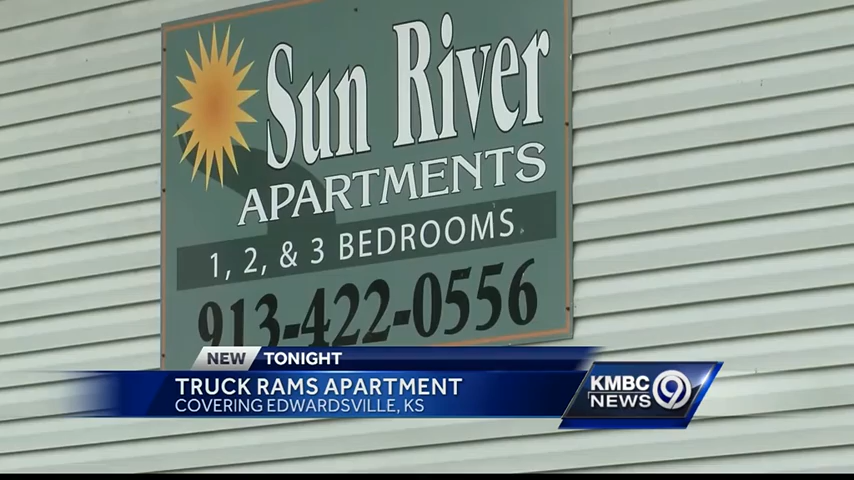 Sun River
APARTMENTS
1, 2, & 3 BEDROOMS
913-422-0556
NEW TONIGHT
TRUCK RAMS APARTMENT
COVERING EDWARDSVILLE, KS
KMBC 9
NEWS